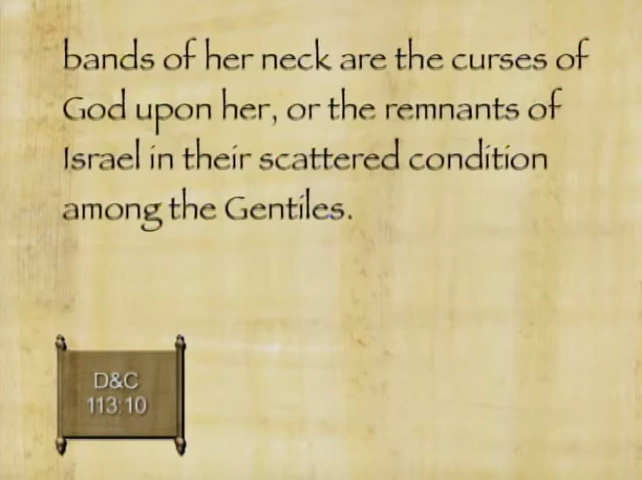 bands of her neck are the curses of
God upon her, or the remnants of
Israel in their scattered condition
among the Gentiles.
D&C
113:10